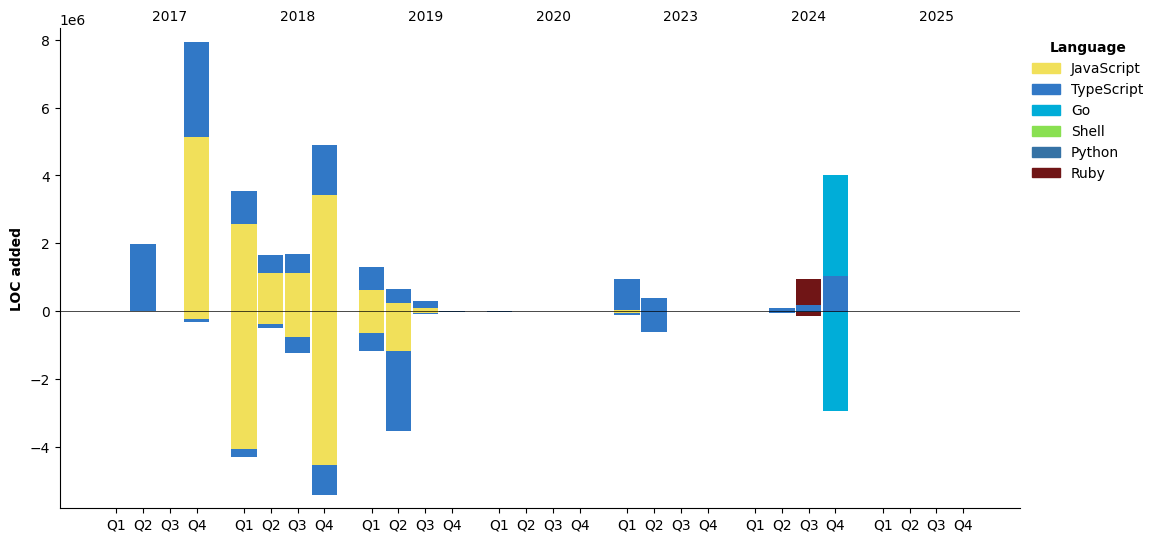 2017 2018 2019 2020 2023 2024 2025
1e6
8
6
4
2
0
−2
−4
LOC added
Q1 Q2 Q3 Q4 Q1 Q2 Q3 Q4 Q1 Q2 Q3 Q4 Q1 Q2 Q3 Q4 Q1 Q2 Q3 Q4 Q1 Q2 Q3 Q4 Q1 Q2 Q3 Q4
Language
JavaScript
TypeScript
Go
Shell
Python
Ruby